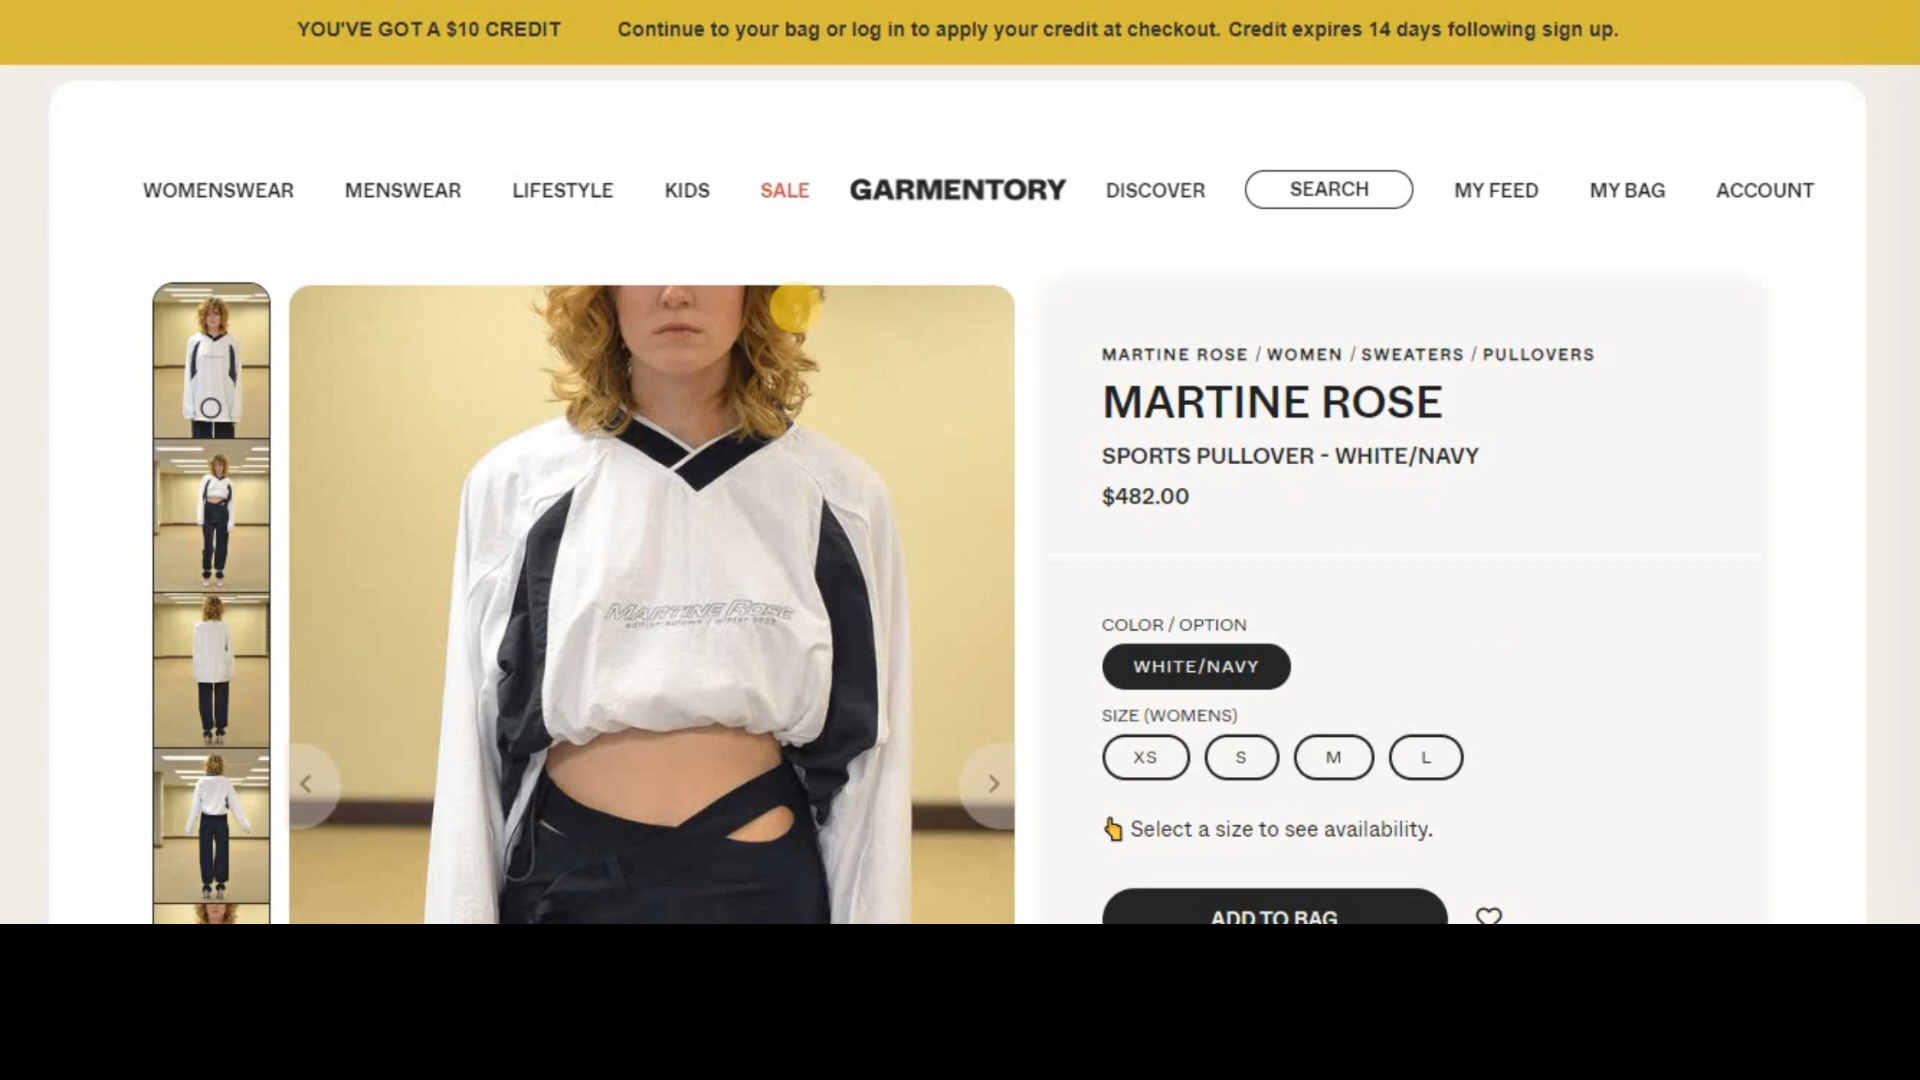 YOU'VE GOT A $10 CREDIT Continue to your bag or log in to apply your credit at checkout. Credit expires 14 days following sign up.
WOMENSWEAR MENSWEAR LIFESTYLE KIDS SALE GARMENTORY DISCOVER SEARCH MY FEED MY BAG ACCOUNT
MARTINE ROSE / WOMEN / SWEATERS / PULLOVERS
MARTINE ROSE
SPORTS PULLOVER - WHITE/NAVY
$482.00
MARTINE ROSE
COLOR / OPTION
WHITE/NAVY
SIZE (WOMENS)
XS S M L
👆 Select a size to see availability.
ADD TO BAG